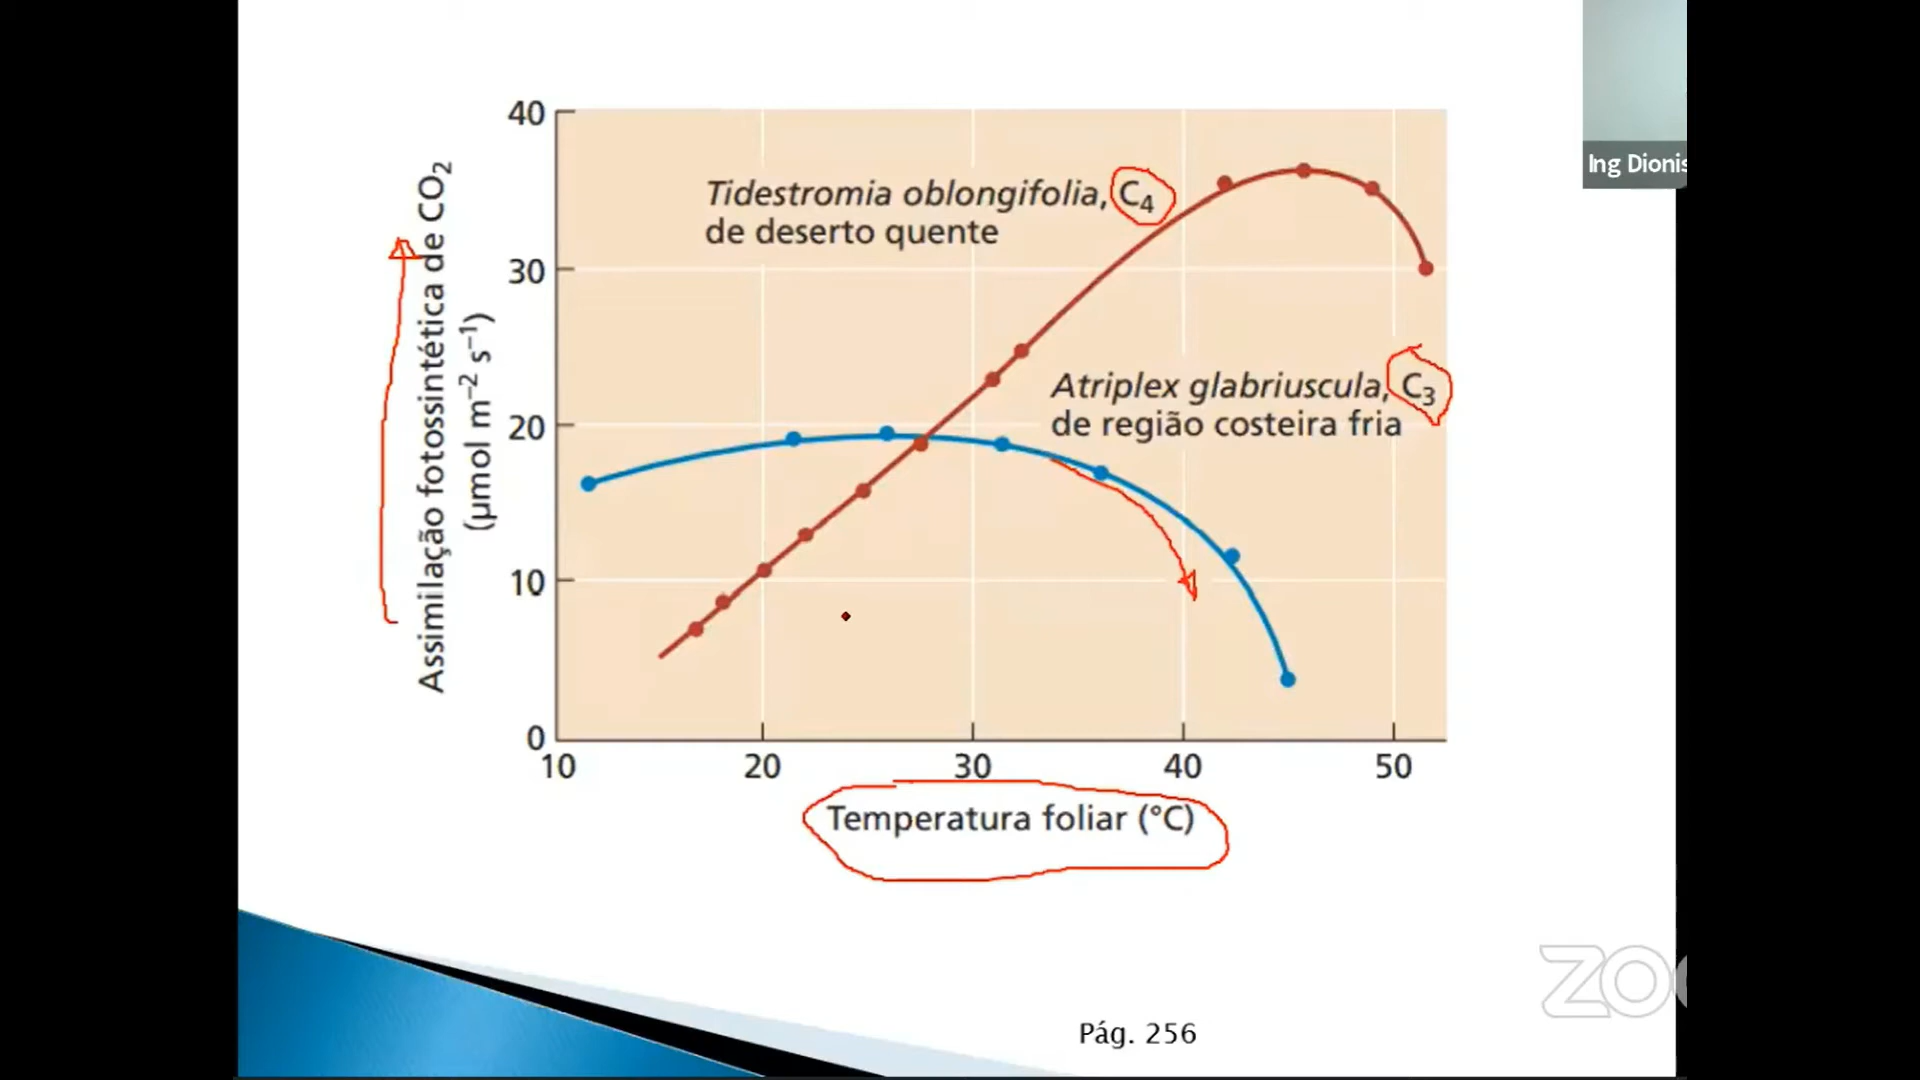 Ing Dionis
40
30
20
10
0
Assimilação fotossintética de CO₂
(µmol m⁻² s⁻¹)
Tidestromia oblongifolia, C₄
de deserto quente
Atriplex glabriuscula, C₃
de região costeira fria
10 20 30 40 50
Temperatura foliar (°C)
Pág. 256